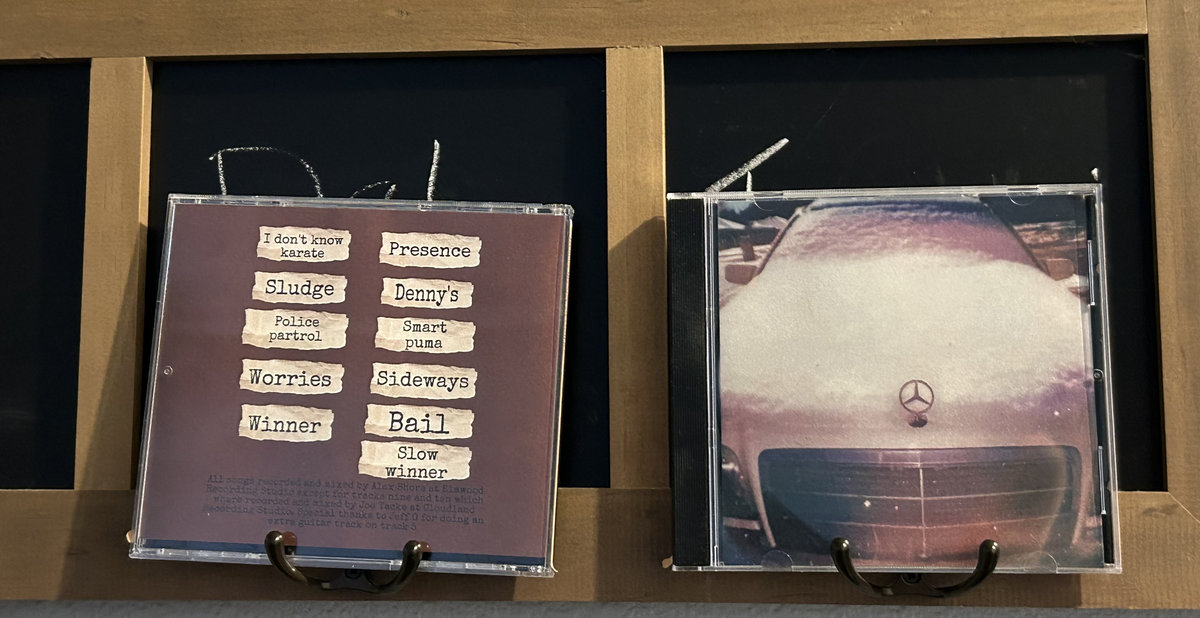 I don't know
karate
Sludge
Police
partrol
Worries
Winner
Presence
Denny's
Smart
puma
Sideways
Bail
Slow
winner
All songs recorded and mixed by Alex Shore at Elmwood
Recording Studio except for tracks nine and ten which
where recorded and mixed by Joe Tacke at Cloudland
recording Studio. Special thanks to Jeff O for doing an
extra guitar track on track 5